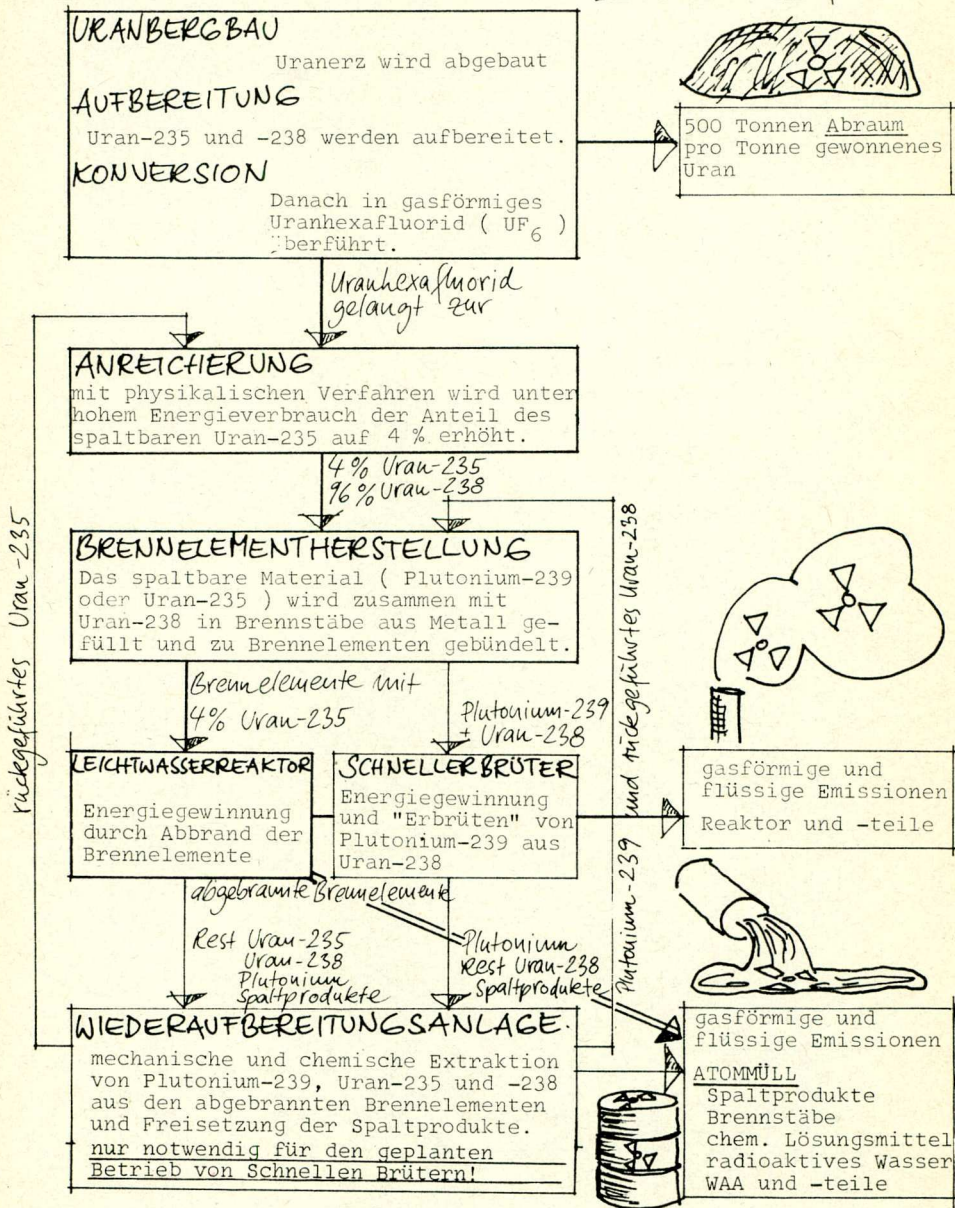 URANBERGBAU
Uranerz wird abgebaut
AUFBEREITUNG
Uran-235 und -238 werden aufbereitet.
KONVERSION
Danach in gasförmiges
Uranhexafluorid ( UF6 )
überführt.
500 Tonnen Abraum
pro Tonne gewonnenes
Uran
Uranhexafluorid
gelangt zur
ANREICHERUNG
mit physikalischen Verfahren wird unter
hohem Energieverbrauch der Anteil des
spaltbaren Uran-235 auf 4 % erhöht.
4% Uran-235
96% Uran-238
BRENNELEMENTHERSTELLUNG
Das spaltbare Material ( Plutonium-239
oder Uran-235 ) wird zusammen mit
Uran-238 in Brennstäbe aus Metall ge-
füllt und zu Brennelementen gebündelt.
Brennelemente mit
4% Uran-235
Plutonium-239
+ Uran-238
LEICHTWASSERREAKTOR
Energiegewinnung
durch Abbrand der
Brennelemente
SCHNELLER BRÜTER
Energiegewinnung
und "Erbrüten" von
Plutonium-239 aus
Uran-238
gasförmige und
flüssige Emissionen
Reaktor und -teile
abgebrannte Brennelemente
Rest Uran-235
Uran-238
Plutonium
Spaltprodukte
Plutonium
Rest Uran-238
Spaltprodukte
rückgeführtes Uran-235
Plutonium-239 und rückgeführtes Uran-238
WIEDERAUFBEREITUNGSANLAGE.
mechanische und chemische Extraktion
von Plutonium-239, Uran-235 und -238
aus den abgebrannten Brennelementen
und Freisetzung der Spaltprodukte.
nur notwendig für den geplanten
Betrieb von Schnellen Brütern!
gasförmige und
flüssige Emissionen
ATOMMÜLL
Spaltprodukte
Brennstäbe
chem. Lösungsmittel
radioaktives Wasser
WAA und -teile